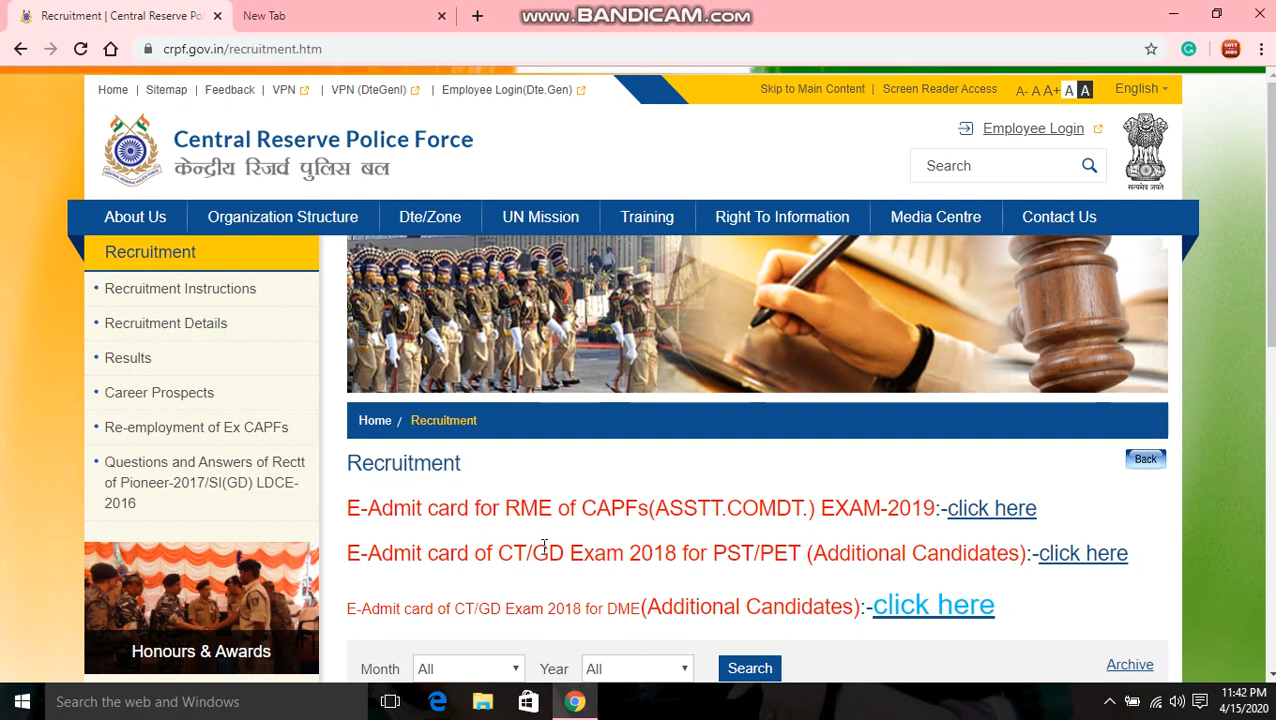 Recruitment | Central Reserve Pol
New Tab
www.BANDICAM.com
crpf.gov.in/recruitment.htm
Home | Sitemap | Feedback | VPN | VPN (DteGenl) | Employee Login(Dte.Gen)
Skip to Main Content | Screen Reader Access
A- A A+ A A
English
Central Reserve Police Force
केन्द्रीय रिजर्व पुलिस बल
Employee Login
Search
सत्यमेव जयते
About Us
Organization Structure
Dte/Zone
UN Mission
Training
Right To Information
Media Centre
Contact Us
Recruitment
Recruitment Instructions
Recruitment Details
Results
Career Prospects
Re-employment of Ex CAPFs
Questions and Answers of Rectt
of Pioneer-2017/SI(GD) LDCE-
2016
Honours & Awards
Home / Recruitment
Recruitment
Back
E-Admit card for RME of CAPFs(ASSTT.COMDT.) EXAM-2019:-click here
E-Admit card of CT/GD Exam 2018 for PST/PET (Additional Candidates):-click here
E-Admit card of CT/GD Exam 2018 for DME(Additional Candidates):-click here
Month All Year All Search
Archive
Search the web and Windows
11:42 PM
4/15/2020